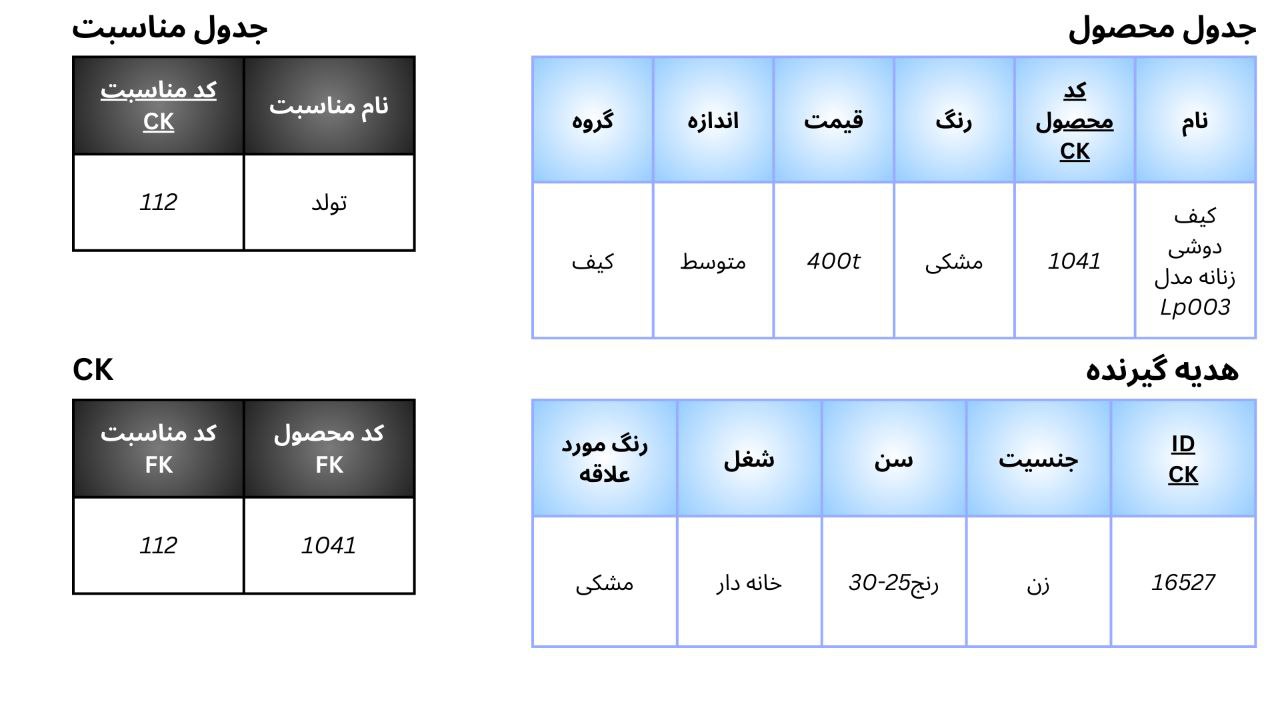 جدول محصول
نام
کد
محصول
CK
رنگ
قیمت
اندازه
گروه
کیف
دوشی
زنانه مدل
Lp003
1041
مشکی
400t
متوسط
کیف
جدول مناسبت
نام مناسبت
کد مناسبت
CK
تولد
112
هدیه گیرنده
ID
CK
جنسیت
سن
شغل
رنگ مورد
علاقه
16527
زن
رنج25-30
خانه دار
مشکی
CK
کد محصول
FK
کد مناسبت
FK
1041
112